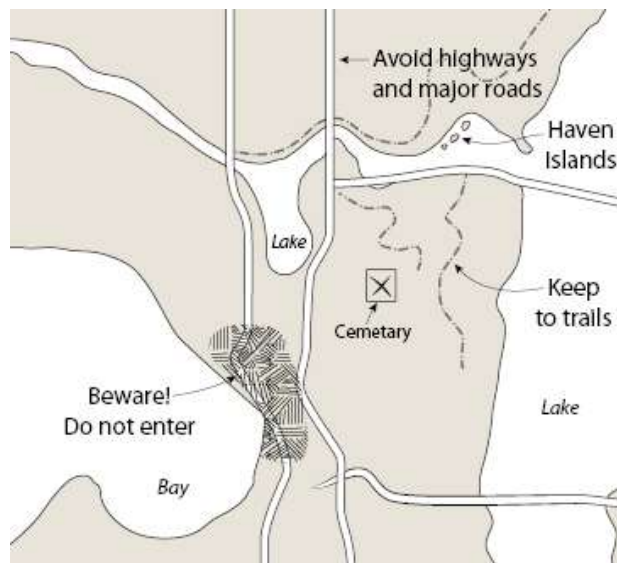 Avoid highways
and major roads
Haven
Islands
Lake
Keep
to trails
Cemetary
Beware!
Do not enter
Lake
Bay